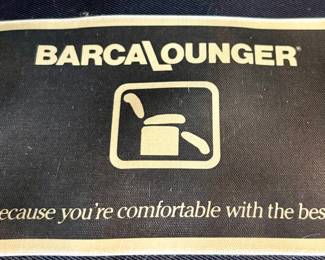 BARCALOUNGER®
ecause you're comfortable with the bes